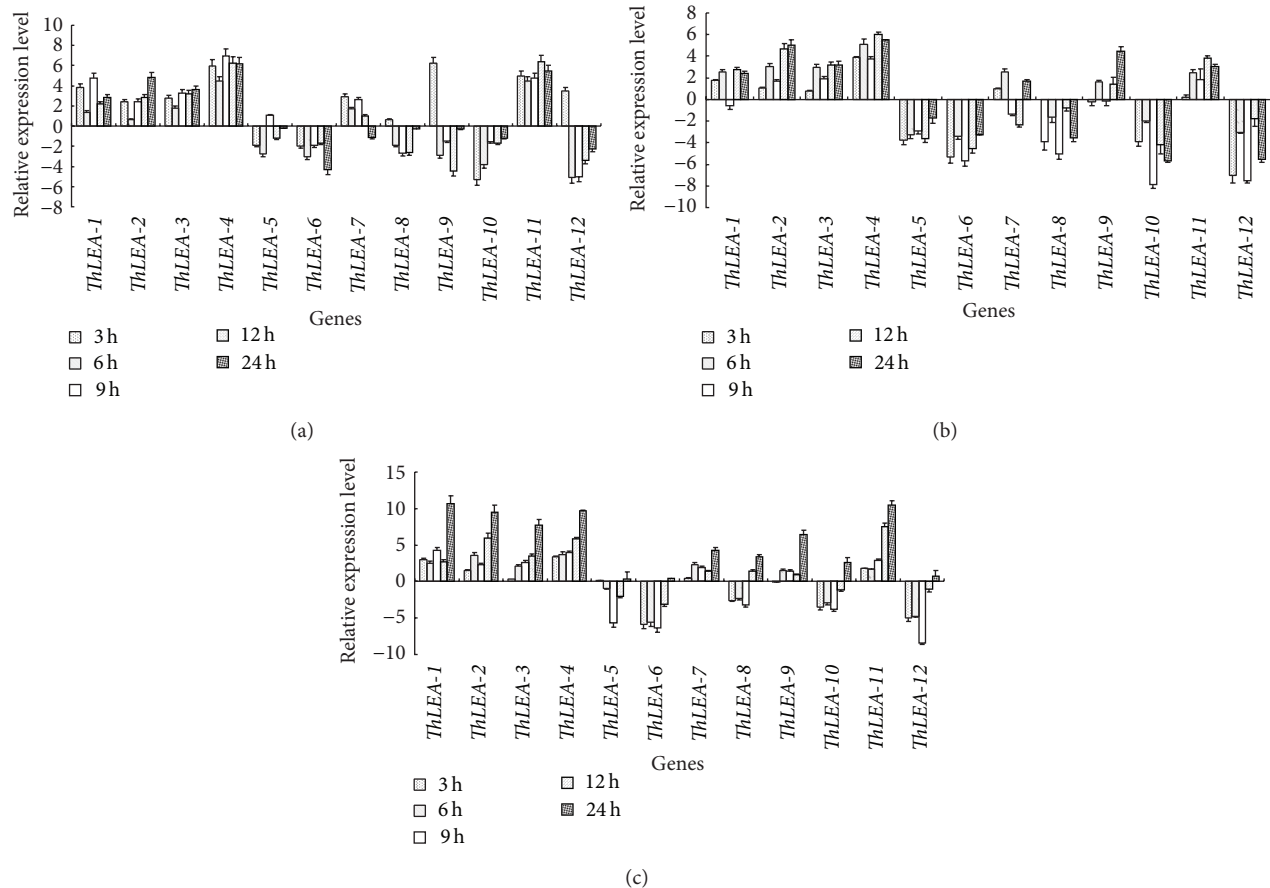 Relative expression level
10
8
6
4
2
0
−2
−4
−6
−8
ThLEA-1
ThLEA-2
ThLEA-3
ThLEA-4
ThLEA-5
ThLEA-6
ThLEA-7
ThLEA-8
ThLEA-9
ThLEA-10
ThLEA-11
ThLEA-12
Genes
3 h
6 h
9 h
12 h
24 h
(a)
Relative expression level
8
6
4
2
0
−2
−4
−6
−8
−10
ThLEA-1
ThLEA-2
ThLEA-3
ThLEA-4
ThLEA-5
ThLEA-6
ThLEA-7
ThLEA-8
ThLEA-9
ThLEA-10
ThLEA-11
ThLEA-12
Genes
3 h
6 h
9 h
12 h
24 h
(b)
Relative expression level
15
10
5
0
−5
−10
ThLEA-1
ThLEA-2
ThLEA-3
ThLEA-4
ThLEA-5
ThLEA-6
ThLEA-7
ThLEA-8
ThLEA-9
ThLEA-10
ThLEA-11
ThLEA-12
Genes
3 h
6 h
9 h
12 h
24 h
(c)